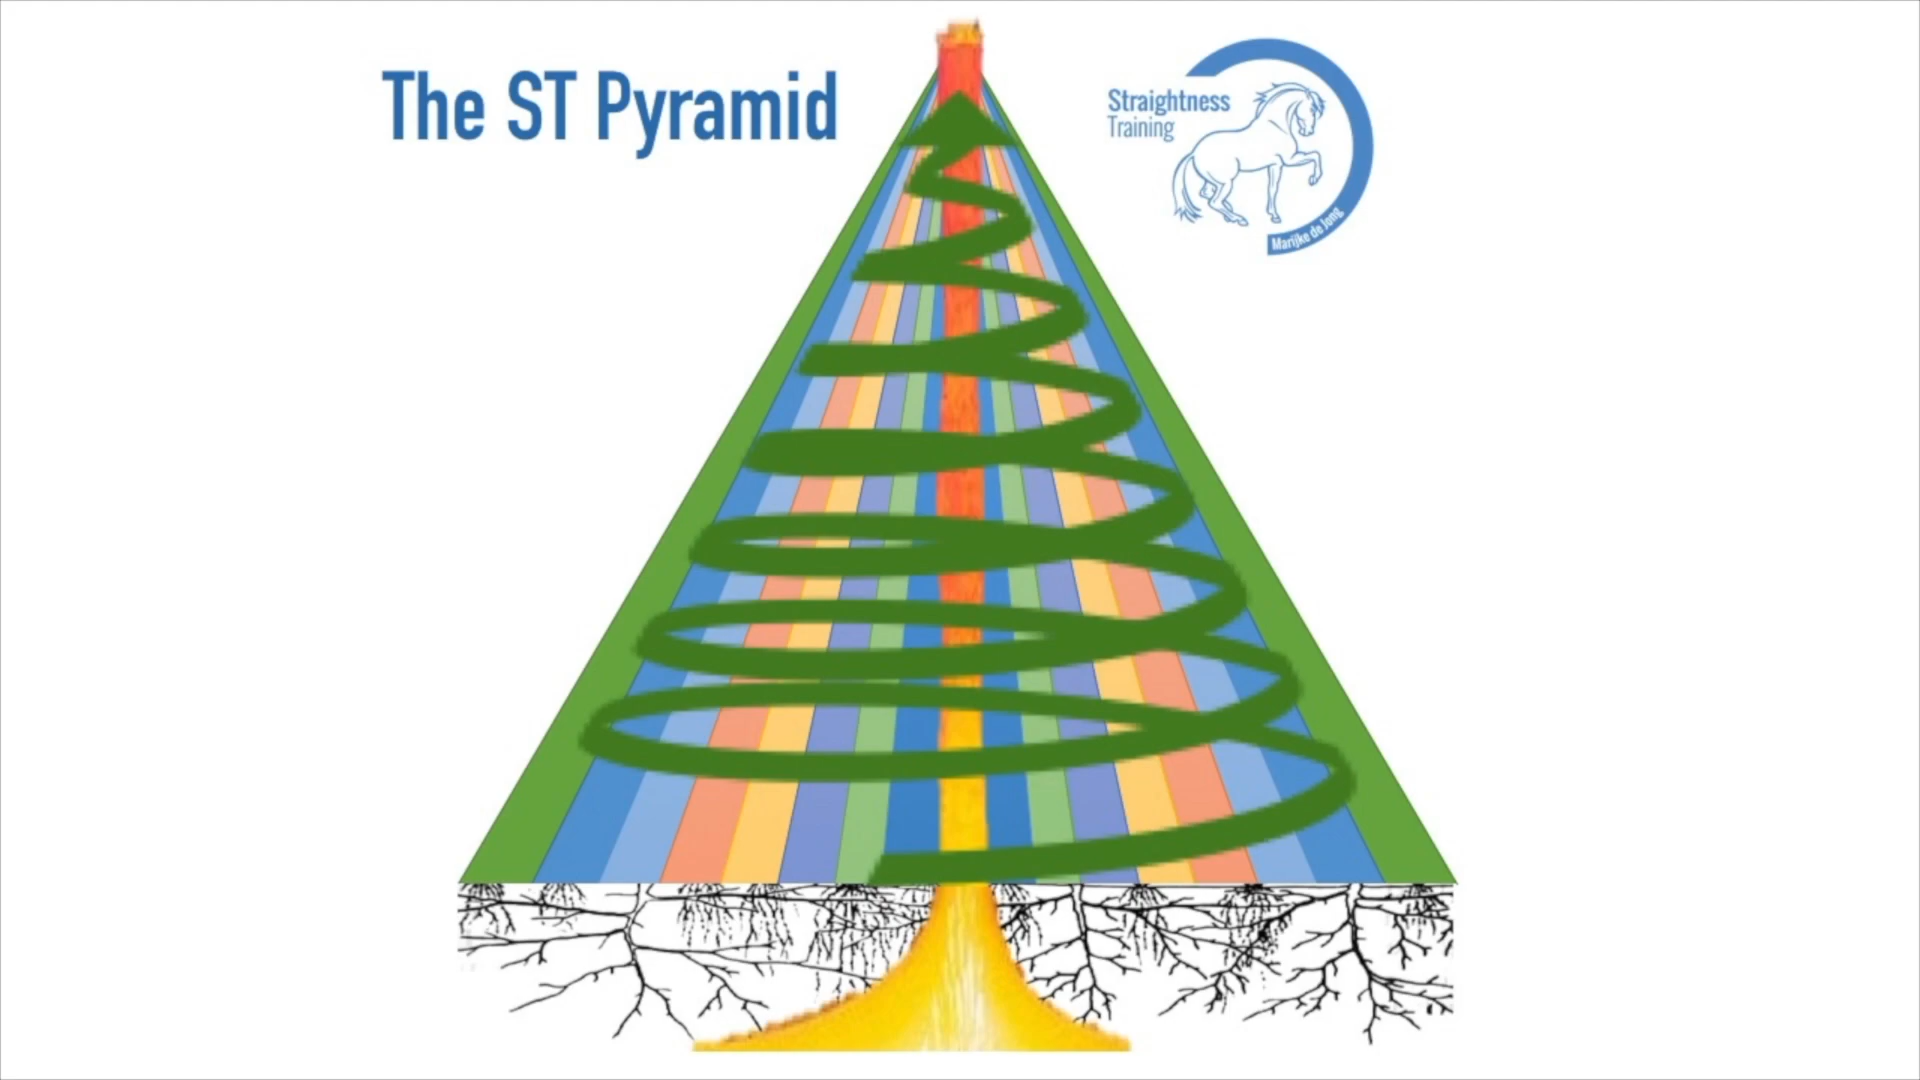 The ST Pyramid
Straightness
Training
Marijke de Jong